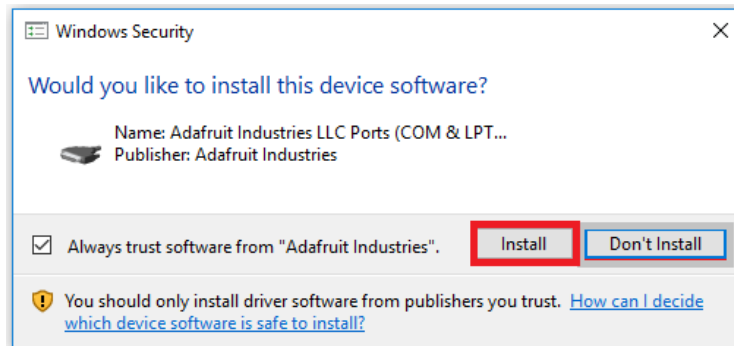 Windows Security
Would you like to install this device software?
Name: Adafruit Industries LLC Ports (COM & LPT...
Publisher: Adafruit Industries
Always trust software from "Adafruit Industries".
Install
Don't Install
You should only install driver software from publishers you trust. How can I decide
which device software is safe to install?